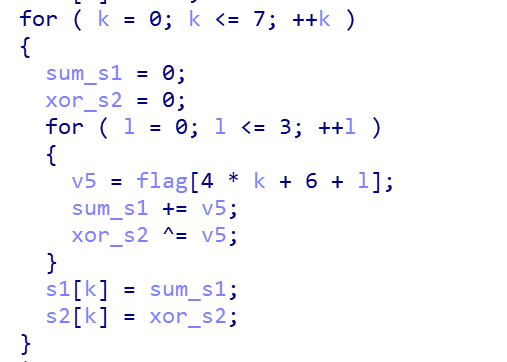 for ( k = 0; k <= 7; ++k )
{
sum_s1 = 0;
xor_s2 = 0;
for ( l = 0; l <= 3; ++l )
{
v5 = flag[4 * k + 6 + l];
sum_s1 += v5;
xor_s2 ^= v5;
}
s1[k] = sum_s1;
s2[k] = xor_s2;
}